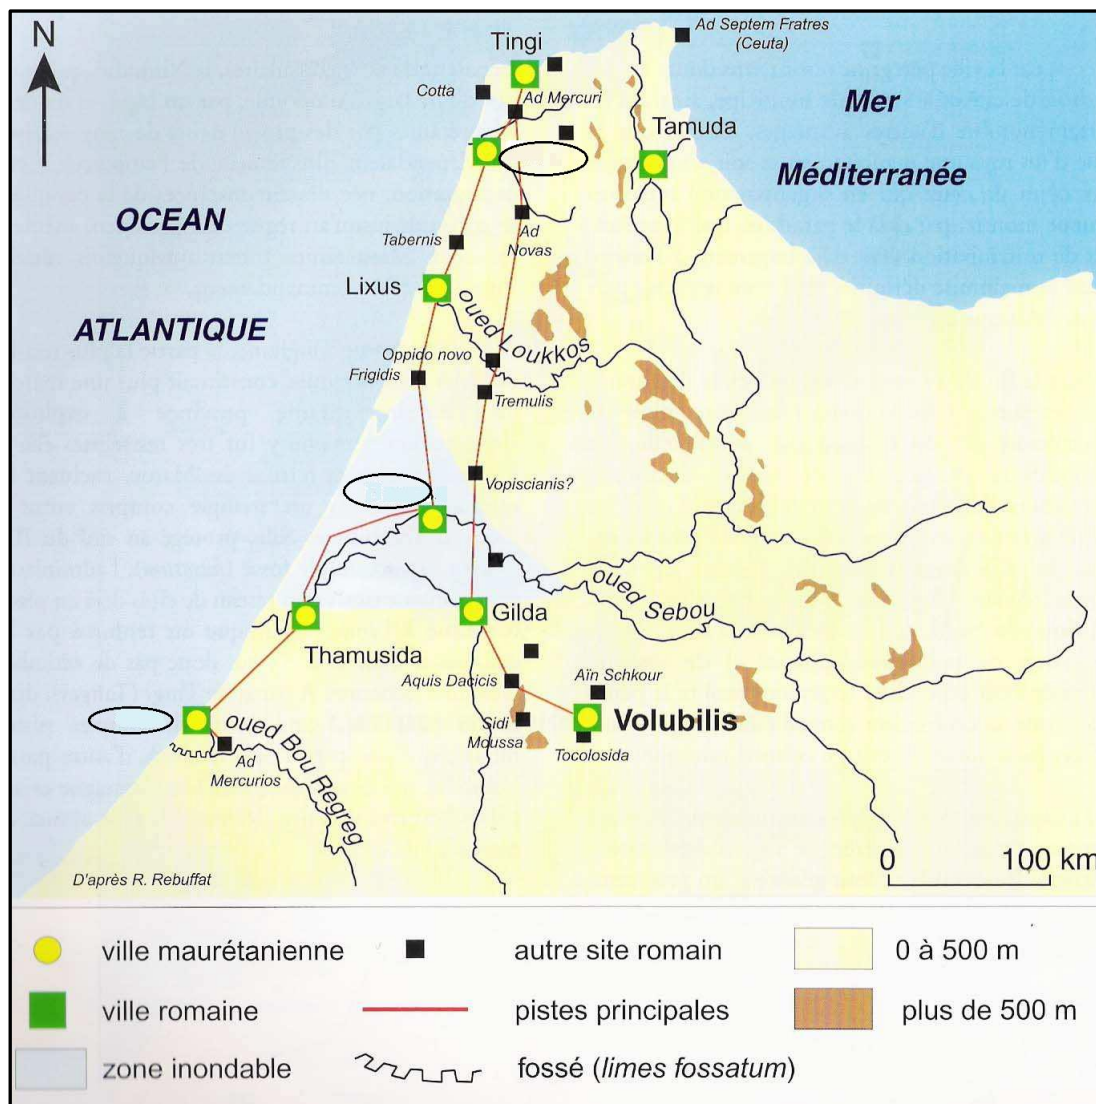 N
Ad Septem Fratres
(Ceuta)
Tingi
Cotta
Ad Mercuri
Mer
Méditerranée
Tamuda
OCEAN
ATLANTIQUE
Ad
Novas
Tabernis
Lixus
oued Loukkos
Oppido novo
Frigidis
Tremulis
Vopiscianis?
oued Sebou
Gilda
Thamusida
Aquis Dacicis
Aïn Schkour
Sidi
Moussa
Volubilis
Tocolosida
oued Bou Regreg
Ad
Mercurios
0 100 km
D'après R. Rebuffat
ville maurétanienne
autre site romain
0 à 500 m
ville romaine
pistes principales
plus de 500 m
zone inondable
fossé (limes fossatum)